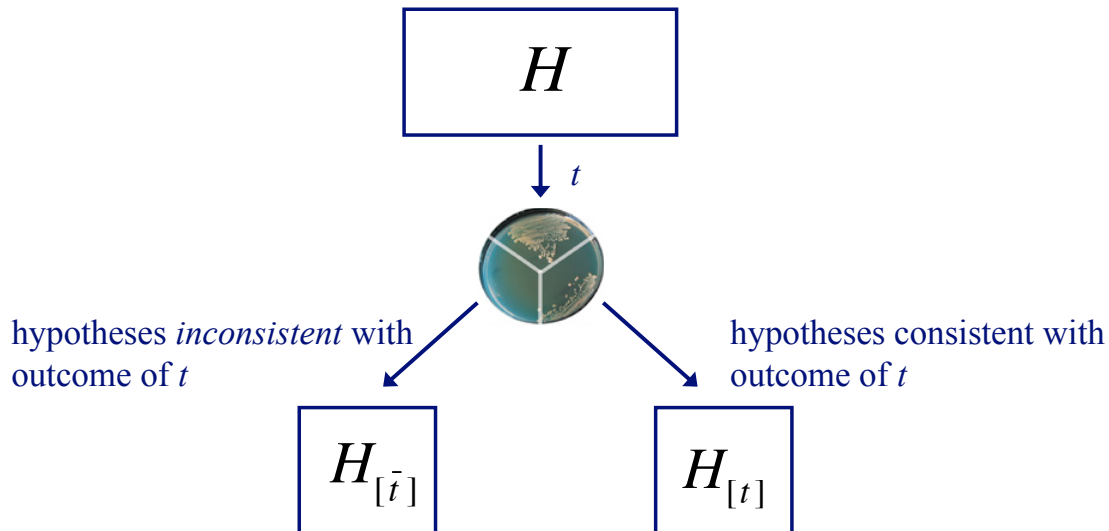 H
t
hypotheses inconsistent with
outcome of t
hypotheses consistent with
outcome of t
H[t̄]
H[t]